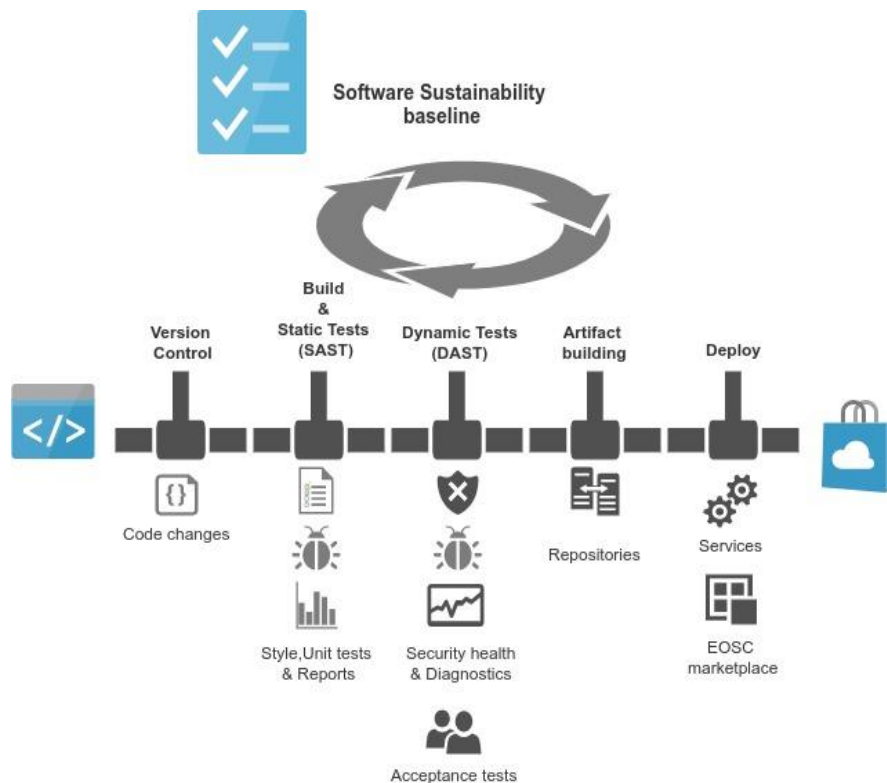 Software Sustainability
baseline
Version
Control
Build
&
Static Tests
(SAST)
Dynamic Tests
(DAST)
Artifact
building
Deploy
</>
{}
Code changes
Style,Unit tests
& Reports
Security health
& Diagnostics
Acceptance tests
Repositories
Services
EOSC
marketplace